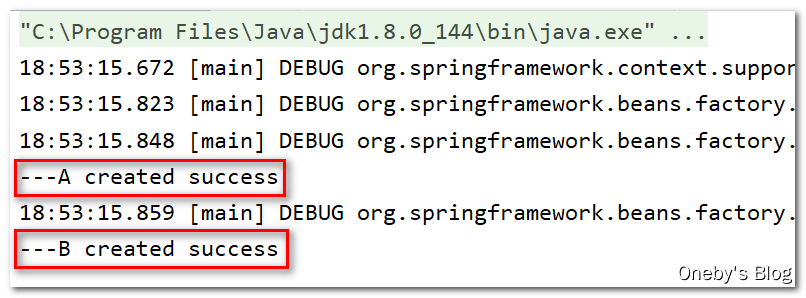 "C:\Program Files\Java\jdk1.8.0_144\bin\java.exe" ...
18:53:15.672 [main] DEBUG org.springframework.context.suppor
18:53:15.823 [main] DEBUG org.springframework.beans.factory.
18:53:15.848 [main] DEBUG org.springframework.beans.factory.
---A created success
18:53:15.859 [main] DEBUG org.springframework.beans.factory.
---B created success
Oneby's Blog